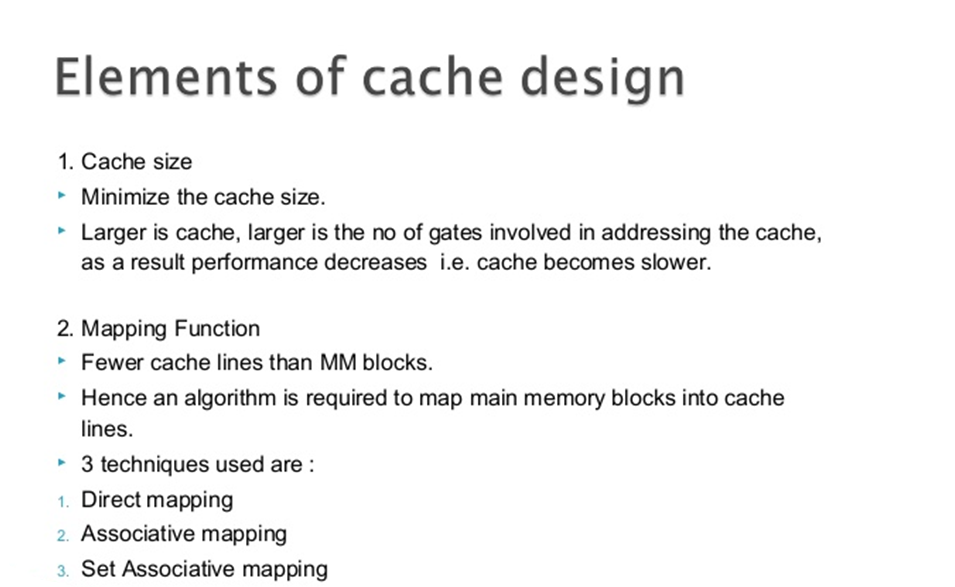 Elements of cache design
1. Cache size
Minimize the cache size.
Larger is cache, larger is the no of gates involved in addressing the cache,
as a result performance decreases i.e. cache becomes slower.
2. Mapping Function
Fewer cache lines than MM blocks.
Hence an algorithm is required to map main memory blocks into cache
lines.
3 techniques used are :
1. Direct mapping
2. Associative mapping
3. Set Associative mapping